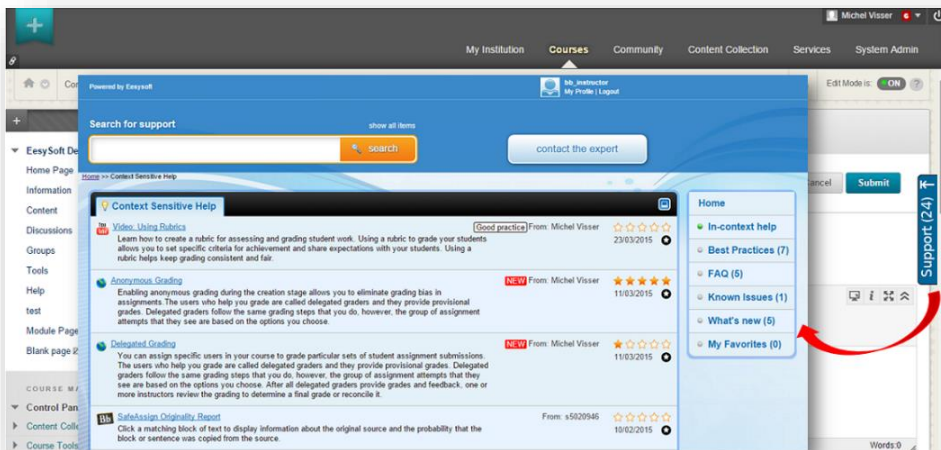 Michel Visser 6
My Institution Courses Community Content Collection Services System Admin
Edit Mode is: ON ?
Powered by Eesysoft
bb_instructor
My Profile | Logout
Search for support show all items
search
contact the expert
Home >> Context Sensitive Help
EesySoft De
Home Page
Information
Content
Discussions
Groups
Tools
Help
test
Module Page
Blank page
COURSE MA
Control Pan
Content Colle
Course Tools
Context Sensitive Help
Video: Using Rubrics Good practice From: Michel Visser
Learn how to create a rubric for assessing and grading student work. Using a rubric to grade your students 23/03/2015
allows you to set specific criteria for achievement and share expectations with your students. Using a
rubric helps keep grading consistent and fair.
Anonymous Grading NEW From: Michel Visser
Enabling anonymous grading during the creation stage allows you to eliminate grading bias in 11/03/2015
assignments. The users who help you grade are called delegated graders and they provide provisional
grades. Delegated graders follow the same grading steps that you do, however, the group of assignment
attempts that they see are based on the options you choose.
Delegated Grading NEW From: Michel Visser
You can assign specific users in your course to grade particular sets of student assignment submissions. 11/03/2015
The users who help you grade are called delegated graders and they provide provisional grades. Delegated
graders follow the same grading steps that you do, however, the group of assignment attempts that they
see are based on the options you choose. After all delegated graders provide grades and feedback, one or
more instructors review the grading to determine a final grade or reconcile it.
Bb SafeAssign Originality Report From: s5020946
Click a matching block of text to display information about the original source and the probability that the 10/02/2015
block or sentence was copied from the source.
Home
In-context help
Best Practices (7)
FAQ (5)
Known Issues (1)
What's new (5)
My Favorites (0)
ancel Submit
Support (24)
Words:0